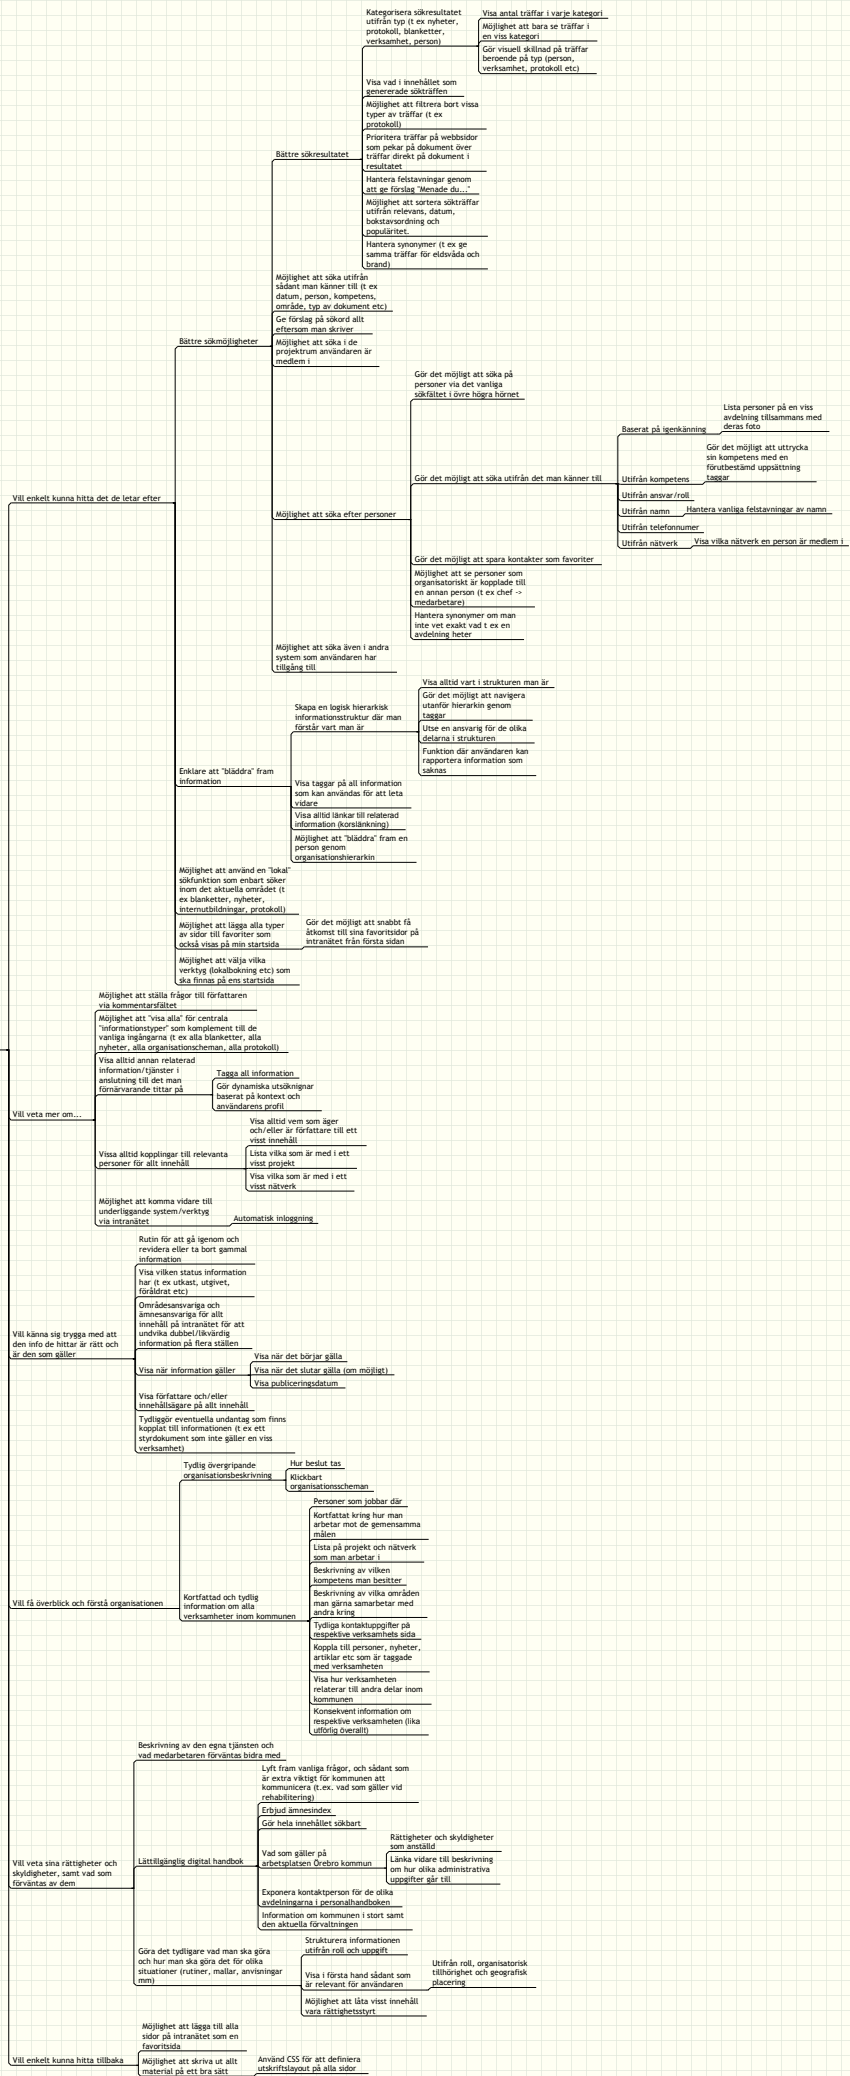 Kategorisera sökresultatet
utifrån typ (t ex nyheter,
protokoll, blanketter,
verksamhet, person)
Visa antal träffar i varje kategori
Möjlighet att bara se träffar i
en viss kategori
Gör visuell skillnad på träffar
beroende på typ (person,
verksamhet, protokoll etc)
Visa vad i innehållet som
genererade sökträffen
Möjlighet att filtrera bort vissa
typer av träffar (t ex
protokoll)
Bättre sökresultatet
Prioritera träffar på webbsidor
som pekar på dokument över
träffar direkt på dokument i
resultatet
Hantera felstavningar genom
att ge förslag "Menade du..."
Möjlighet att sortera sökträffar
utifrån relevans, datum,
bokstavsordning och
populäritet.
Hantera synonymer (t ex ge
samma träffar för eldsvåda och
brand)
Möjlighet att söka utifrån
sådant man känner till (t ex
datum, person, kompetens,
område, typ av dokument etc)
Ge förslag på sökord allt
eftersom man skriver
Bättre sökmöjligheter
Möjlighet att söka i de
projektrum användaren är
medlem i
Gör det möjligt att söka på
personer via det vanliga
sökfältet i övre högra hörnet
Lista personer på en viss
avdelning tillsammans med
deras foto
Baserat på igenkänning
Gör det möjligt att uttrycka
sin kompetens med en
förutbestämd uppsättning
taggar
Gör det möjligt att söka utifrån det man känner till
Utifrån kompetens
Utifrån ansvar/roll
Vill enkelt kunna hitta det de letar efter
Möjlighet att söka efter personer
Utifrån namn
Hantera vanliga felstavningar av namn
Utifrån telefonnumer
Utifrån nätverk
Visa vilka nätverk en person är medlem i
Gör det möjligt att spara kontakter som favoriter
Möjlighet att se personer som
organisatoriskt är kopplade till
en annan person (t ex chef ->
medarbetare)
Hantera synonymer om man
inte vet exakt vad t ex en
avdelning heter
Möjlighet att söka även i andra
system som användaren har
tillgång till
Visa alltid vart i strukturen man är
Skapa en logisk hierarkisk
informationsstruktur där man
förstår vart man är
Gör det möjligt att navigera
utanför hierarkin genom
taggar
Utse en ansvarig för de olika
delarna i strukturen
Funktion där användaren kan
rapportera information som
saknas
Enklare att "bläddra" fram
information
Visa taggar på all information
som kan användas för att leta
vidare
Visa alltid länkar till relaterad
information (korslänkning)
Möjlighet att "bläddra" fram en
person genom
organisationshierarkin
Möjlighet att använd en "lokal"
sökfunktion som enbart söker
inom det aktuella området (t
ex blanketter, nyheter,
internutbildningar, protokoll)
Möjlighet att lägga alla typer
av sidor till favoriter som
också visas på min startsida
Gör det möjligt att snabbt få
åtkomst till sina favoritsidor på
intranätet från första sidan
Möjlighet att välja vilka
verktyg (lokalbokning etc) som
ska finnas på ens startsida
Möjlighet att ställa frågor till författaren
via kommentarsfältet
Möjlighet att "visa alla" för centrala
"informationstyper" som komplement till de
vanliga ingångarna (t ex alla blanketter, alla
nyheter, alla organisationscheman, alla protokoll)
Visa alltid annan relaterad
information/tjänster i
anslutning till det man
förnärvarande tittar på
Tagga all information
Gör dynamiska utsöknignar
baserat på kontext och
användarens profil
Vill veta mer om...
Visa alltid vem som äger
och/eller är författare till ett
visst innehåll
Vissa alltid kopplingar till relevanta
personer för allt innehåll
Lista vilka som är med i ett
visst projekt
Visa vilka som är med i ett
visst nätverk
Möjlighet att komma vidare till
underliggande system/verktyg
via intranätet
Automatisk inloggning
Rutin för att gå igenom och
revidera eller ta bort gammal
information
Visa vilken status information
har (t ex utkast, utgivet,
föråldrat etc)
Områdesansvariga och
ämnesansvariga för allt
innehåll på intranätet för att
undvika dubbel/likvärdig
information på flera ställen
Vill känna sig trygga med att
den info de hittar är rätt och
är den som gäller
Visa när information gäller
Visa när det börjar gälla
Visa när det slutar gälla (om möjligt)
Visa publiceringsdatum
Visa författare och/eller
innehållsägare på allt innehåll
Tydliggör eventuella undantag som finns
kopplat till informationen (t ex ett
styrdokument som inte gäller en viss
verksamhet)
Tydlig övergripande
organisationsbeskrivning
Hur beslut tas
Klickbart
organisationsscheman
Personer som jobbar där
Kortfattat kring hur man
arbetar mot de gemensamma
målen
Lista på projekt och nätverk
som man arbetar i
Beskrivning av vilken
kompetens man besitter
Vill få överblick och förstå organisationen
Kortfattad och tydlig
information om alla
verksamheter inom kommunen
Beskrivning av vilka områden
man gärna samarbetar med
andra kring
Tydliga kontaktuppgifter på
respektive verksamhets sida
Koppla till personer, nyheter,
artiklar etc som är taggade
med verksamheten
Visa hur verksamheten
relaterar till andra delar inom
kommunen
Konsekvent information om
respektive verksamheten (lika
utförlig överallt)
Beskrivning av den egna tjänsten och
vad medarbetaren förväntas bidra med
Lyft fram vanliga frågor, och sådant som
är extra viktigt för kommunen att
kommunicera (t.ex. vad som gäller vid
rehabilitering)
Erbjud ämnesindex
Gör hela innehållet sökbart
Vill veta sina rättigheter och
skyldigheter, samt vad som
förväntas av dem
Lättillgänglig digital handbok
Vad som gäller på
arbetsplatsen Örebro kommun
Rättigheter och skyldigheter
som anställd
Länka vidare till beskrivning
om hur olika administrativa
uppgifter går till
Exponera kontaktperson för de olika
avdelningarna i personalhandboken
Information om kommunen i stort samt
den aktuella förvaltningen
Göra det tydligare vad man ska göra
och hur man ska göra det för olika
situationer (rutiner, mallar, anvisningar
mm)
Strukturera informationen
utifrån roll och uppgift
Visa i första hand sådant som
är relevant för användaren
Utifrån roll, organisatorisk
tillhörighet och geografisk
placering
Möjlighet att låta visst innehåll
vara rättighetsstyrt
Möjlighet att lägga till alla
sidor på intranätet som en
favoritsida
Vill enkelt kunna hitta tillbaka
Möjlighet att skriva ut allt
material på ett bra sätt
Använd CSS för att definiera
utskriftslayout på alla sidor